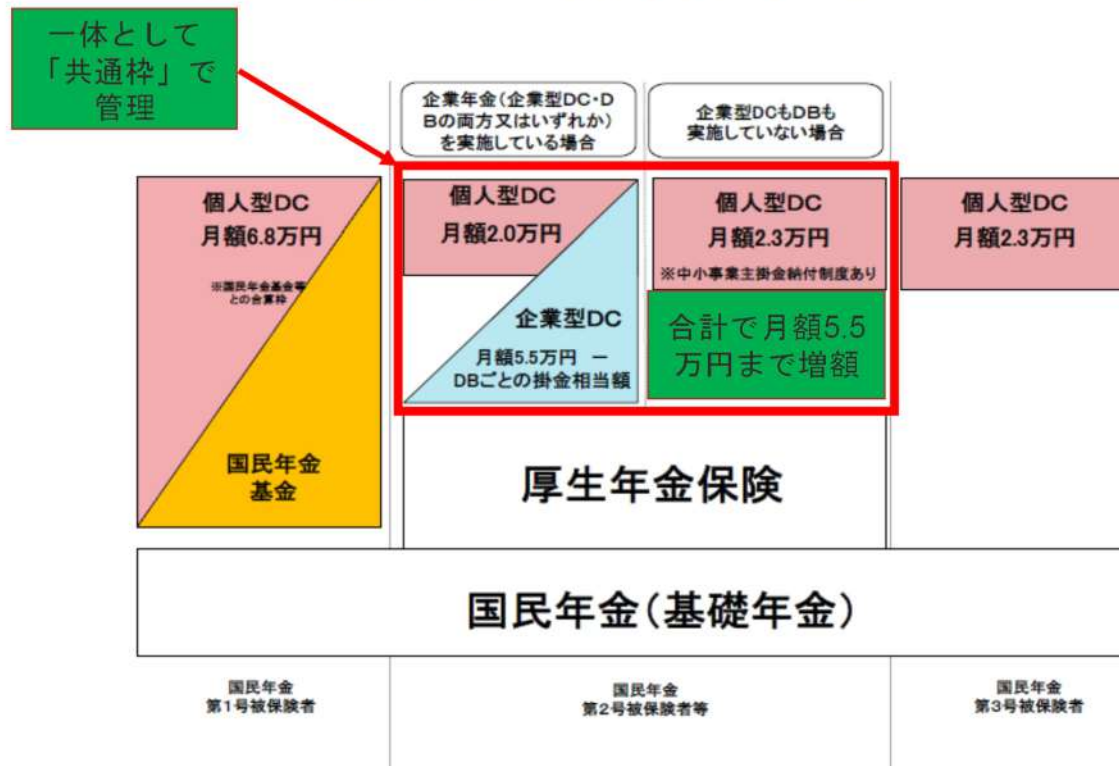 一体として
「共通枠」で
管理
企業年金(企業型DC・D
Bの両方又はいずれか)
を実施している場合
企業型DCもDBも
実施していない場合
個人型DC
月額6.8万円
※国民年金基金等
との合算枠
国民年金
基金
個人型DC
月額2.0万円
企業型DC
月額5.5万円 －
DBごとの掛金相当額
個人型DC
月額2.3万円
※中小事業主掛金納付制度あり
合計で月額5.5
万円まで増額
個人型DC
月額2.3万円
厚生年金保険
国民年金(基礎年金)
国民年金
第1号被保険者
国民年金
第2号被保険者等
国民年金
第3号被保険者